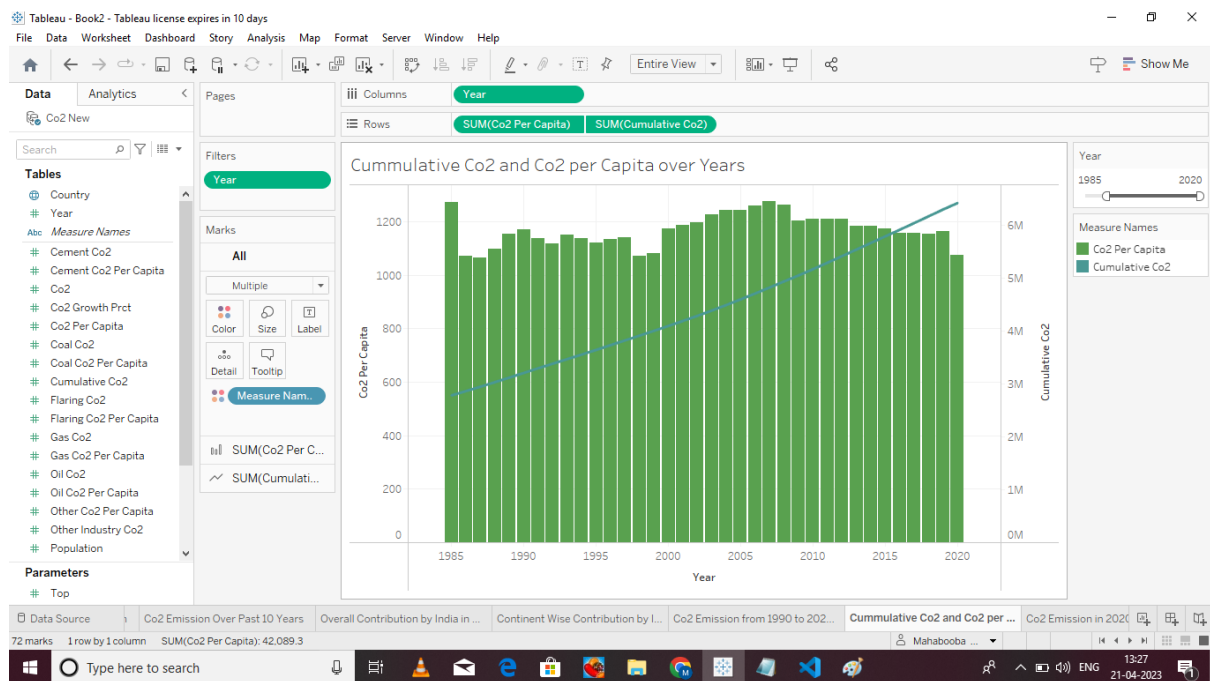 Tableau - Book2 - Tableau license expires in 10 days
File Data Worksheet Dashboard Story Analysis Map Format Server Window Help
Entire View
Show Me
Data Analytics
Co2 New
Search
Tables
Country
# Year
Abc Measure Names
# Cement Co2
# Cement Co2 Per Capita
# Co2
# Co2 Growth Prct
# Co2 Per Capita
# Coal Co2
# Coal Co2 Per Capita
# Cumulative Co2
# Flaring Co2
# Flaring Co2 Per Capita
# Gas Co2
# Gas Co2 Per Capita
# Oil Co2
# Oil Co2 Per Capita
# Other Co2 Per Capita
# Other Industry Co2
# Population
Parameters
# Top
Pages
Filters
Year
Marks
All
Multiple
Color Size Label
Detail Tooltip
Measure Nam..
SUM(Co2 Per C...
SUM(Cumulati...
Columns Year
Rows SUM(Co2 Per Capita) SUM(Cumulative Co2)
Cummulative Co2 and Co2 per Capita over Years
Co2 Per Capita
1200
1000
800
600
400
200
0
6M
5M
4M
3M
2M
1M
0M
Cumulative Co2
1985 1990 1995 2000 2005 2010 2015 2020
Year
Year
1985 2020
Measure Names
Co2 Per Capita
Cumulative Co2
Data Source Co2 Emission Over Past 10 Years Overall Contribution by India in ... Continent Wise Contribution by I... Co2 Emission from 1990 to 202... Cummulative Co2 and Co2 per ... Co2 Emission in 2020
72 marks 1 row by 1 column SUM(Co2 Per Capita): 42,089.3 Mahabooba ...
Type here to search
ENG
13:27
21-04-2023
1